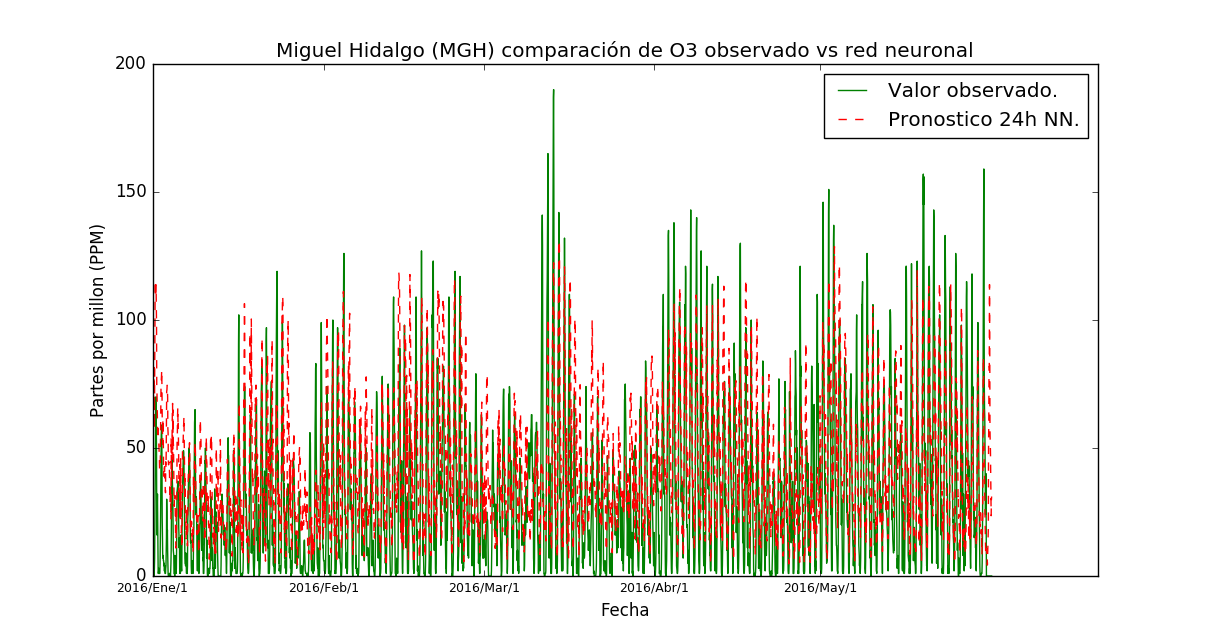 Miguel Hidalgo (MGH) comparación de O3 observado vs red neuronal
200
Valor observado.
Pronostico 24h NN.
150
Partes por millon (PPM)
100
50
0
2016/Ene/1 2016/Feb/1 2016/Mar/1 2016/Abr/1 2016/May/1
Fecha